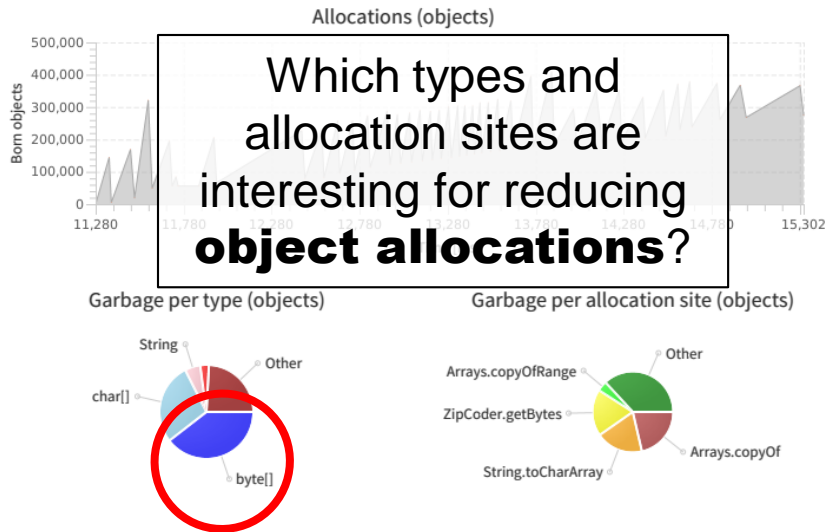 Allocations (objects)
500,000
400,000
300,000
200,000
100,000
0
Born objects
Which types and
allocation sites are
interesting for reducing
object allocations?
11,280 11,780 12,280 12,780 13,280 13,780 14,280 14,780 15,302
Garbage per type (objects)
String
Other
char[]
byte[]
Garbage per allocation site (objects)
Other
Arrays.copyOfRange
ZipCoder.getBytes
Arrays.copyOf
String.toCharArray